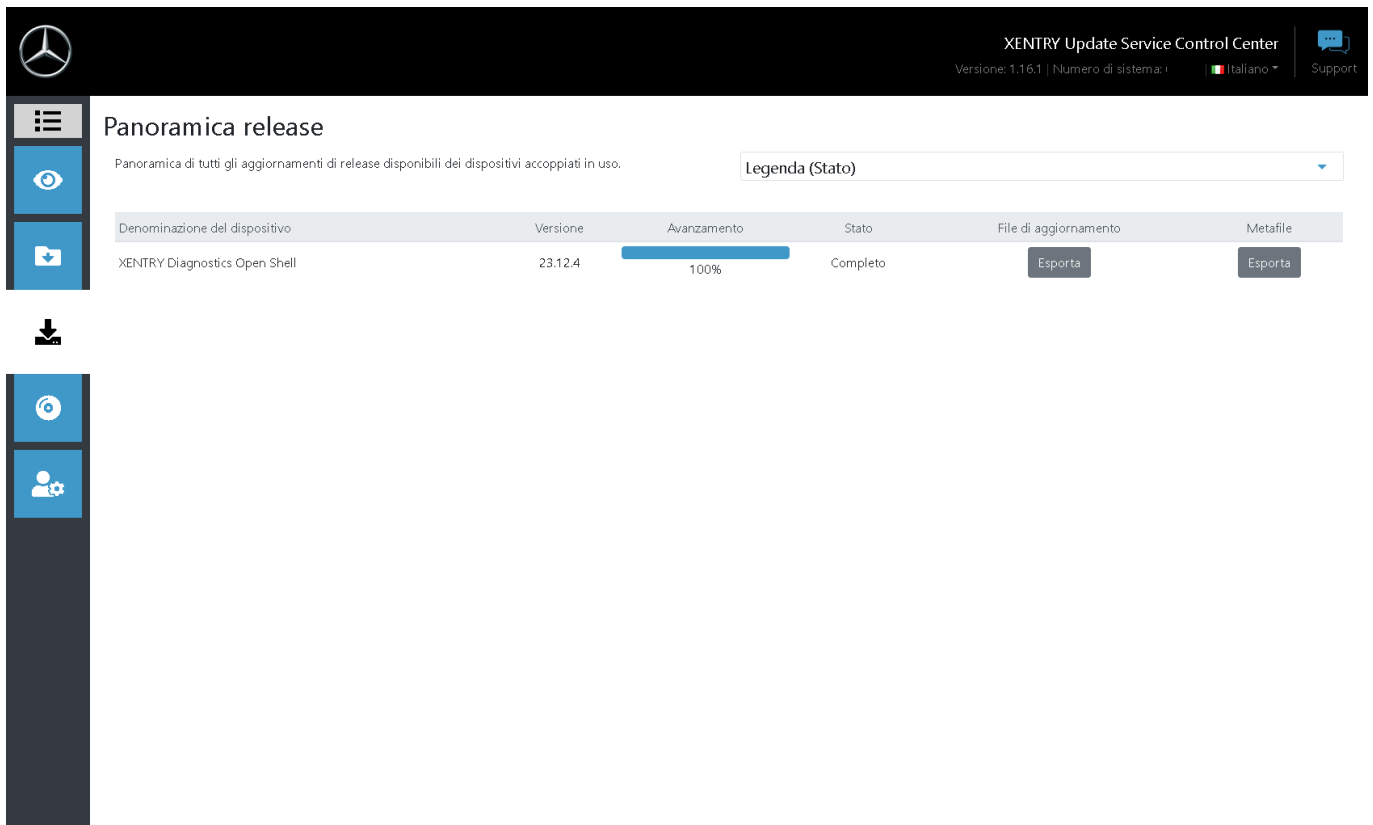 XENTRY Update Service Control Center
Versione: 1.16.1 | Numero di sistema: | Italiano
Support
Panoramica release
Panoramica di tutti gli aggiornamenti di release disponibili dei dispositivi accoppiati in uso.
Legenda (Stato)
Denominazione del dispositivo Versione Avanzamento Stato File di aggiornamento Metafile
XENTRY Diagnostics Open Shell 23.12.4 100% Completo Esporta Esporta